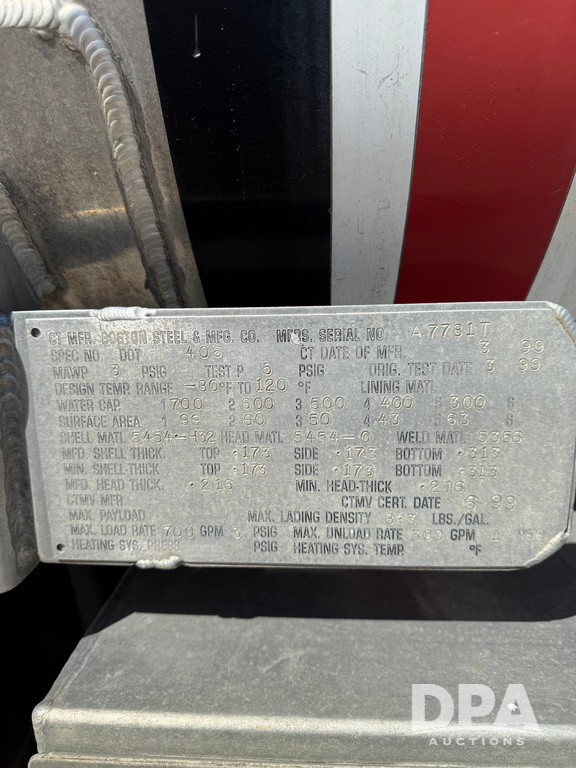 CT MFR. BOSTON STEEL & MFG. CO. MFRS. SERIAL NO. A7781T
SPEC NO. DOT 406 CT DATE OF MFR. 3 99
MAWP 3 PSIG TEST P 5 PSIG ORIG. TEST DATE 3 99
DESIGN TEMP. RANGE -80°F TO 120 °F LINING MATL.
WATER CAP. 1 700 2 600 3 500 4 400 5 300 6
SURFACE AREA 1 99 2 60 3 50 4 43 5 63 6
SHELL MATL 5454-H32 HEAD MATL 5454-0 WELD MATL 5356
MFD. SHELL THICK. TOP .173 SIDE .173 BOTTOM .313
MIN. SHELL-THICK TOP .173 SIDE .173 BOTTOM .313
MFD. HEAD THICK. .216 MIN. HEAD-THICK .216
CTMV MFR CTMV CERT. DATE 6 99
MAX. PAYLOAD MAX. LADING DENSITY LBS./GAL.
MAX. LOAD RATE 700 GPM 3 PSIG MAX. UNLOAD RATE 300 GPM 1
HEATING SYS. PRESS. PSIG HEATING SYS. TEMP. °F
DPA
AUCTIONS